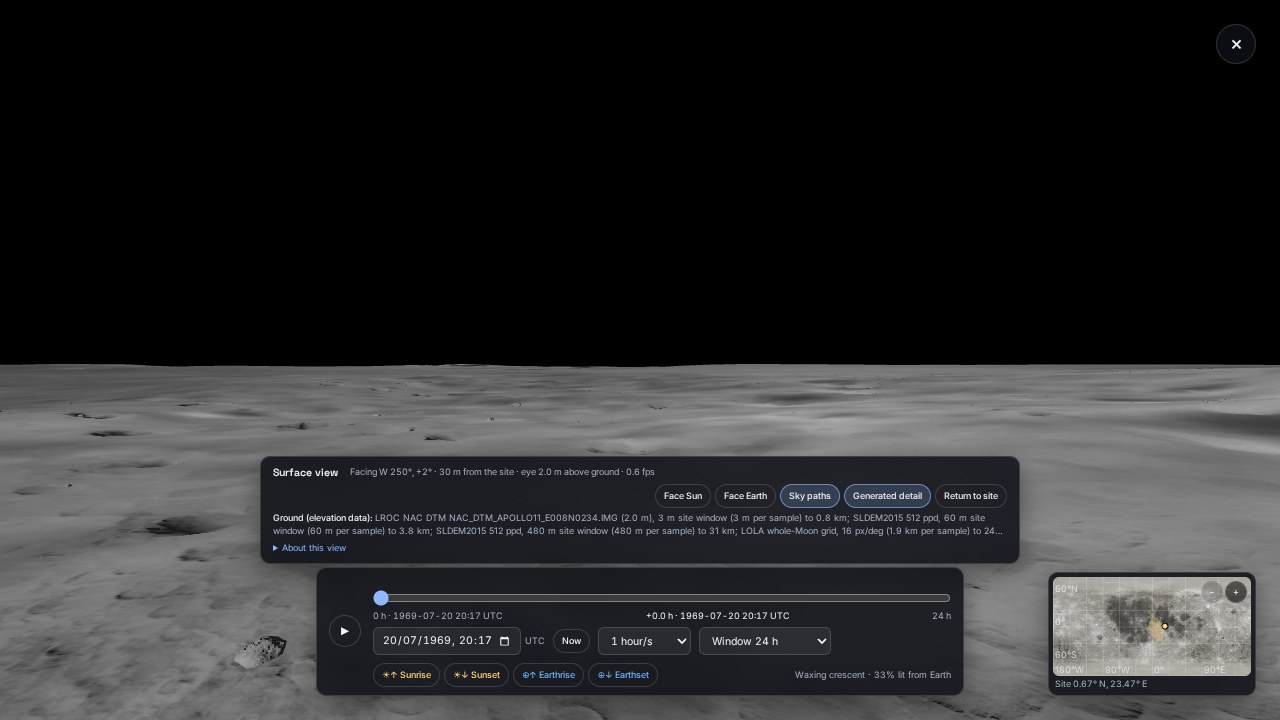 ×
Surface view Facing W 250°, +2° · 30 m from the site · eye 2.0 m above ground · 0.6 fps
Face Sun Face Earth Sky paths Generated detail Return to site
Ground (elevation data): LROC NAC DTM NAC_DTM_APOLLO11_E008N0234.IMG (2.0 m), 3 m site window (3 m per sample) to 0.8 km; SLDEM2015 512 ppd, 60 m site
window (60 m per sample) to 3.8 km; SLDEM2015 512 ppd, 480 m site window (480 m per sample) to 31 km; LOLA whole-Moon grid, 16 px/deg (1.9 km per sample) to 24…
▶ About this view
0 h · 1969-07-20 20:17 UTC +0.0 h · 1969-07-20 20:17 UTC 24 h
▶ 20/07/1969, 20:17 UTC Now 1 hour/s Window 24 h
☀↑ Sunrise ☀↓ Sunset ⊕↑ Earthrise ⊕↓ Earthset Waxing crescent · 33% lit from Earth
60°N − +
0°
60°S
180°W 90°W 0° 90°E
Site 0.67° N, 23.47° E